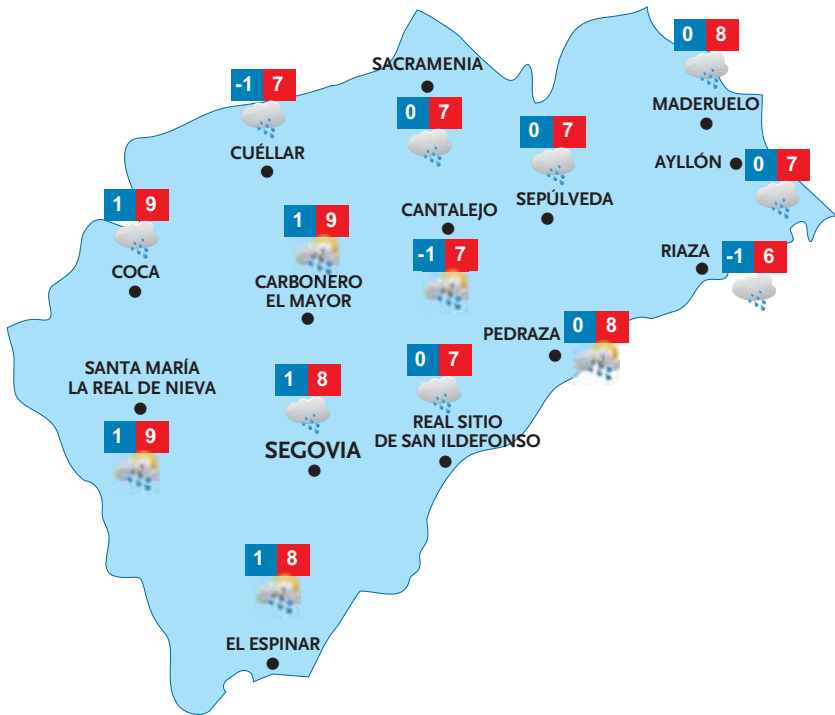 0 8
MADERUELO
SACRAMENIA
0 7
-1 7
CUÉLLAR
0 7
SEPÚLVEDA
AYLLÓN
0 7
1 9
COCA
1 9
CARBONERO
EL MAYOR
CANTALEJO
-1 7
RIAZA
-1 6
PEDRAZA
0 8
SANTA MARÍA
LA REAL DE NIEVA
1 9
1 8
SEGOVIA
0 7
REAL SITIO
DE SAN ILDEFONSO
1 8
EL ESPINAR